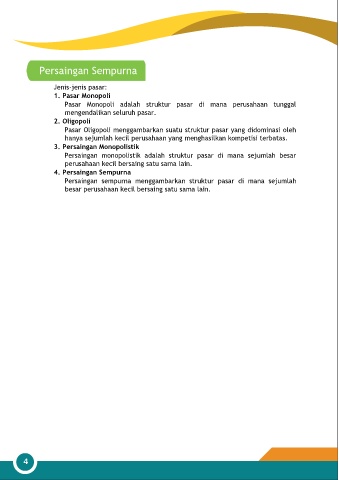 Persaingan Sempurna
Jenis-jenis pasar:
1. Pasar Monopoli
Pasar Monopoli adalah struktur pasar di mana perusahaan tunggal
mengendalikan seluruh pasar.
2. Oligopoli
Pasar Oligopoli menggambarkan suatu struktur pasar yang didominasi oleh
hanya sejumlah kecil perusahaan yang menghasilkan kompetisi terbatas.
3. Persaingan Monopolistik
Persaingan monopolistik adalah struktur pasar di mana sejumlah besar
perusahaan kecil bersaing satu sama lain.
4. Persaingan Sempurna
Persaingan sempurna menggambarkan struktur pasar di mana sejumlah
besar perusahaan kecil bersaing satu sama lain.
4